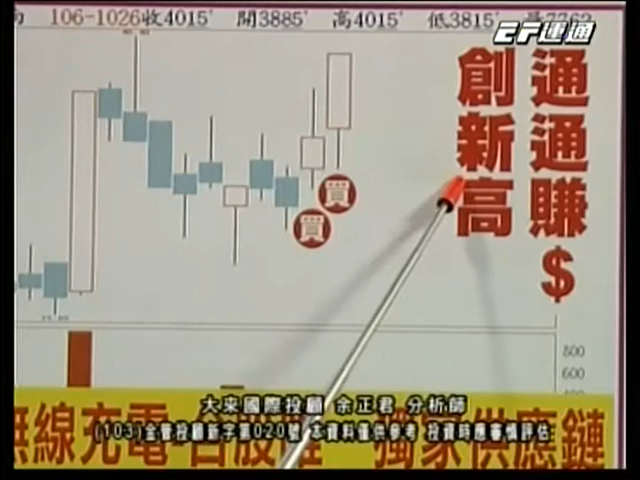 106-1026收4015' 開3885' 高4015' 低3815'
EF運通
通通賺$
創新高
買
買
800
600
無線充電-台股唯一 獨家供應鏈
大來國際投顧 余正君 分析師
(103)金管投顧新字第020號 本資料僅供參考 投資時應審慎評估